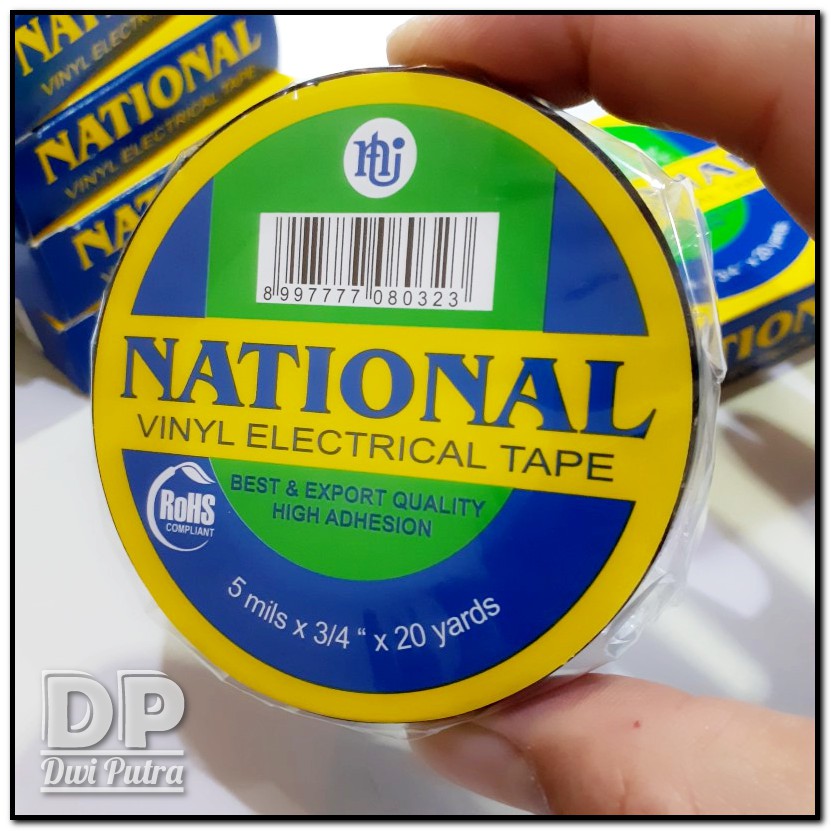 NATIONAL
VINYL ELECTRICAL TAPE
NATIONAL
VINYL ELECTRICAL TAPE
8 997777 080323
NATIONAL
VINYL ELECTRICAL TAPE
RoHS
COMPLIANT
BEST & EXPORT QUALITY
HIGH ADHESION
5 mils x 3/4 “ x 20 yards
DP
Dwi Putra